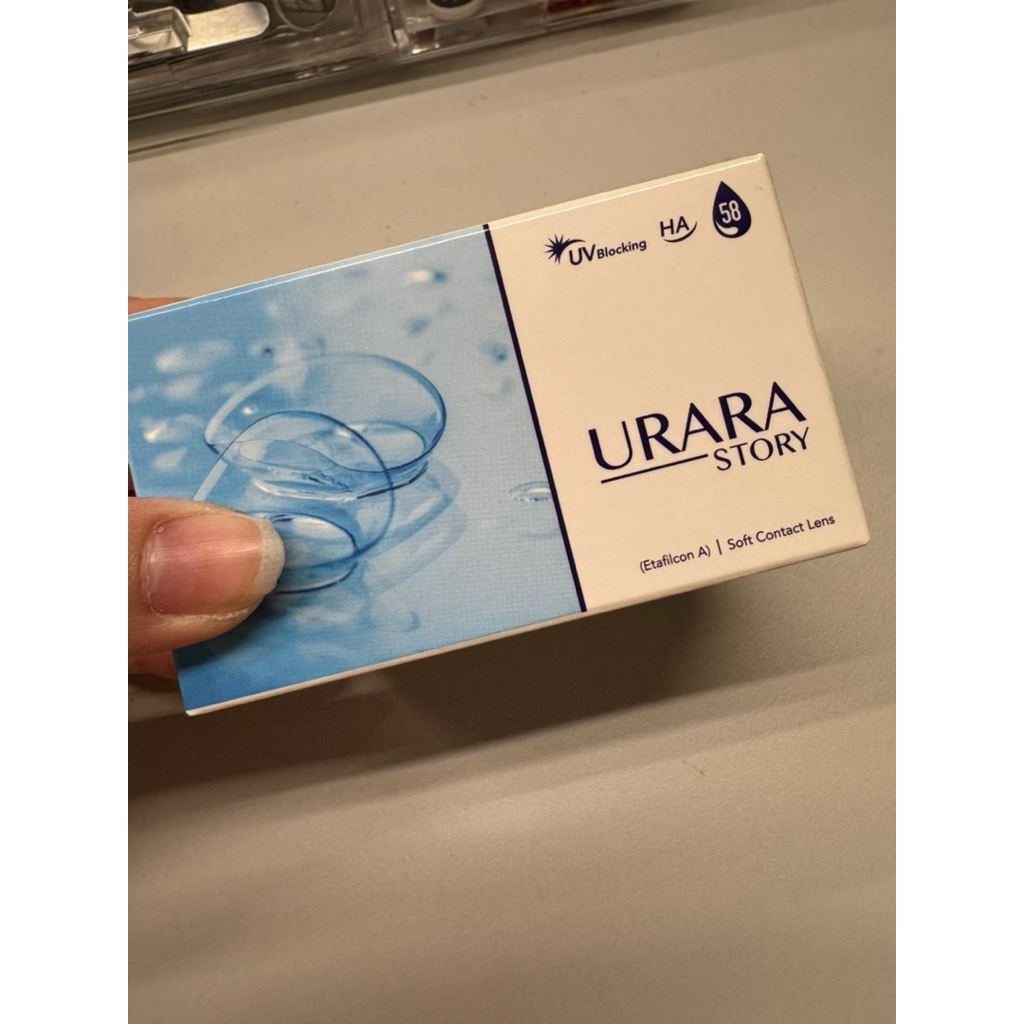 UV Blocking HA 58
URARA
STORY
(Etafilcon A) | Soft Contact Lens